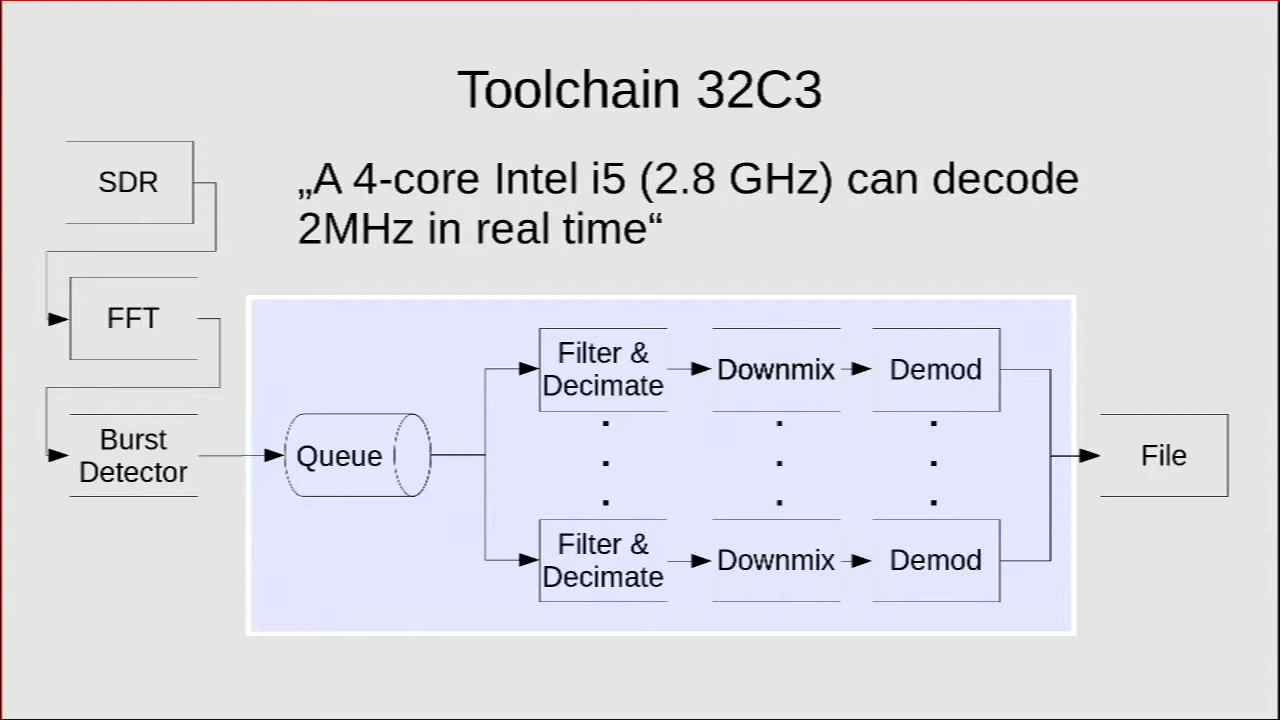 Toolchain 32C3
„A 4-core Intel i5 (2.8 GHz) can decode
2MHz in real time“
SDR
FFT
Burst
Detector
Queue
Filter &
Decimate
Downmix
Demod
.
.
.
.
.
.
.
.
.
Filter &
Decimate
Downmix
Demod
File